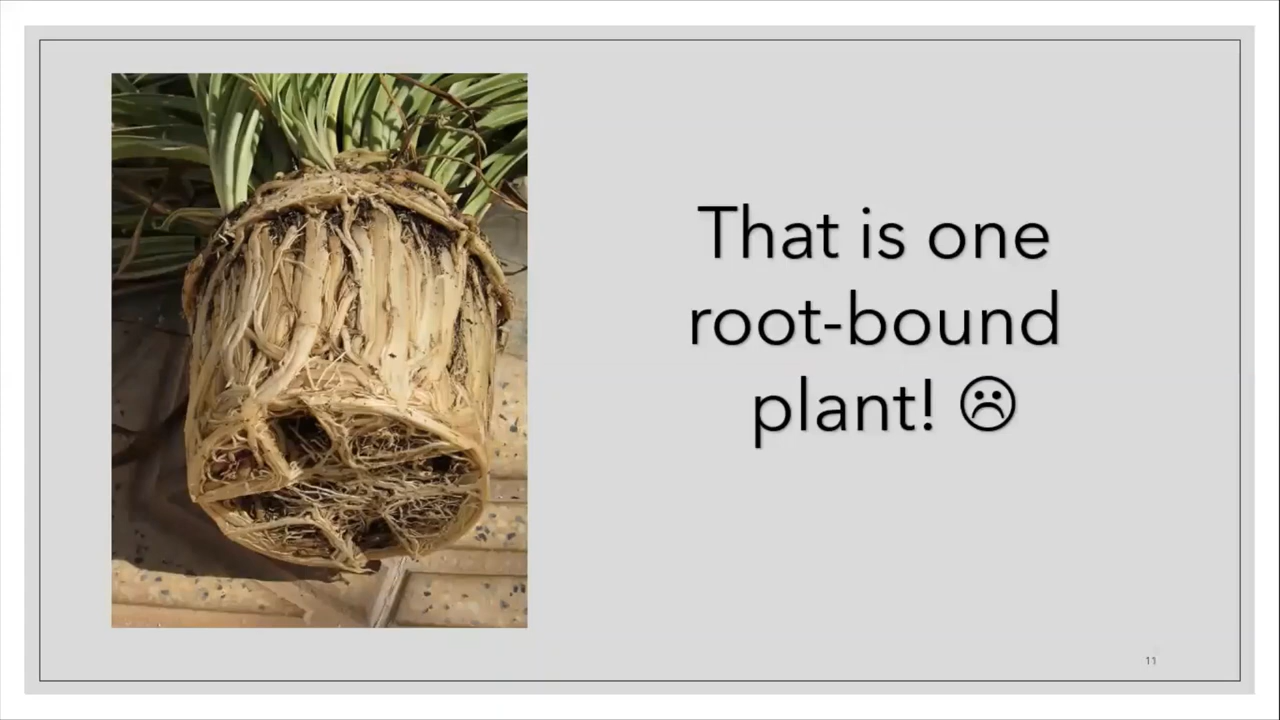 That is one
root-bound
plant! ☹
11